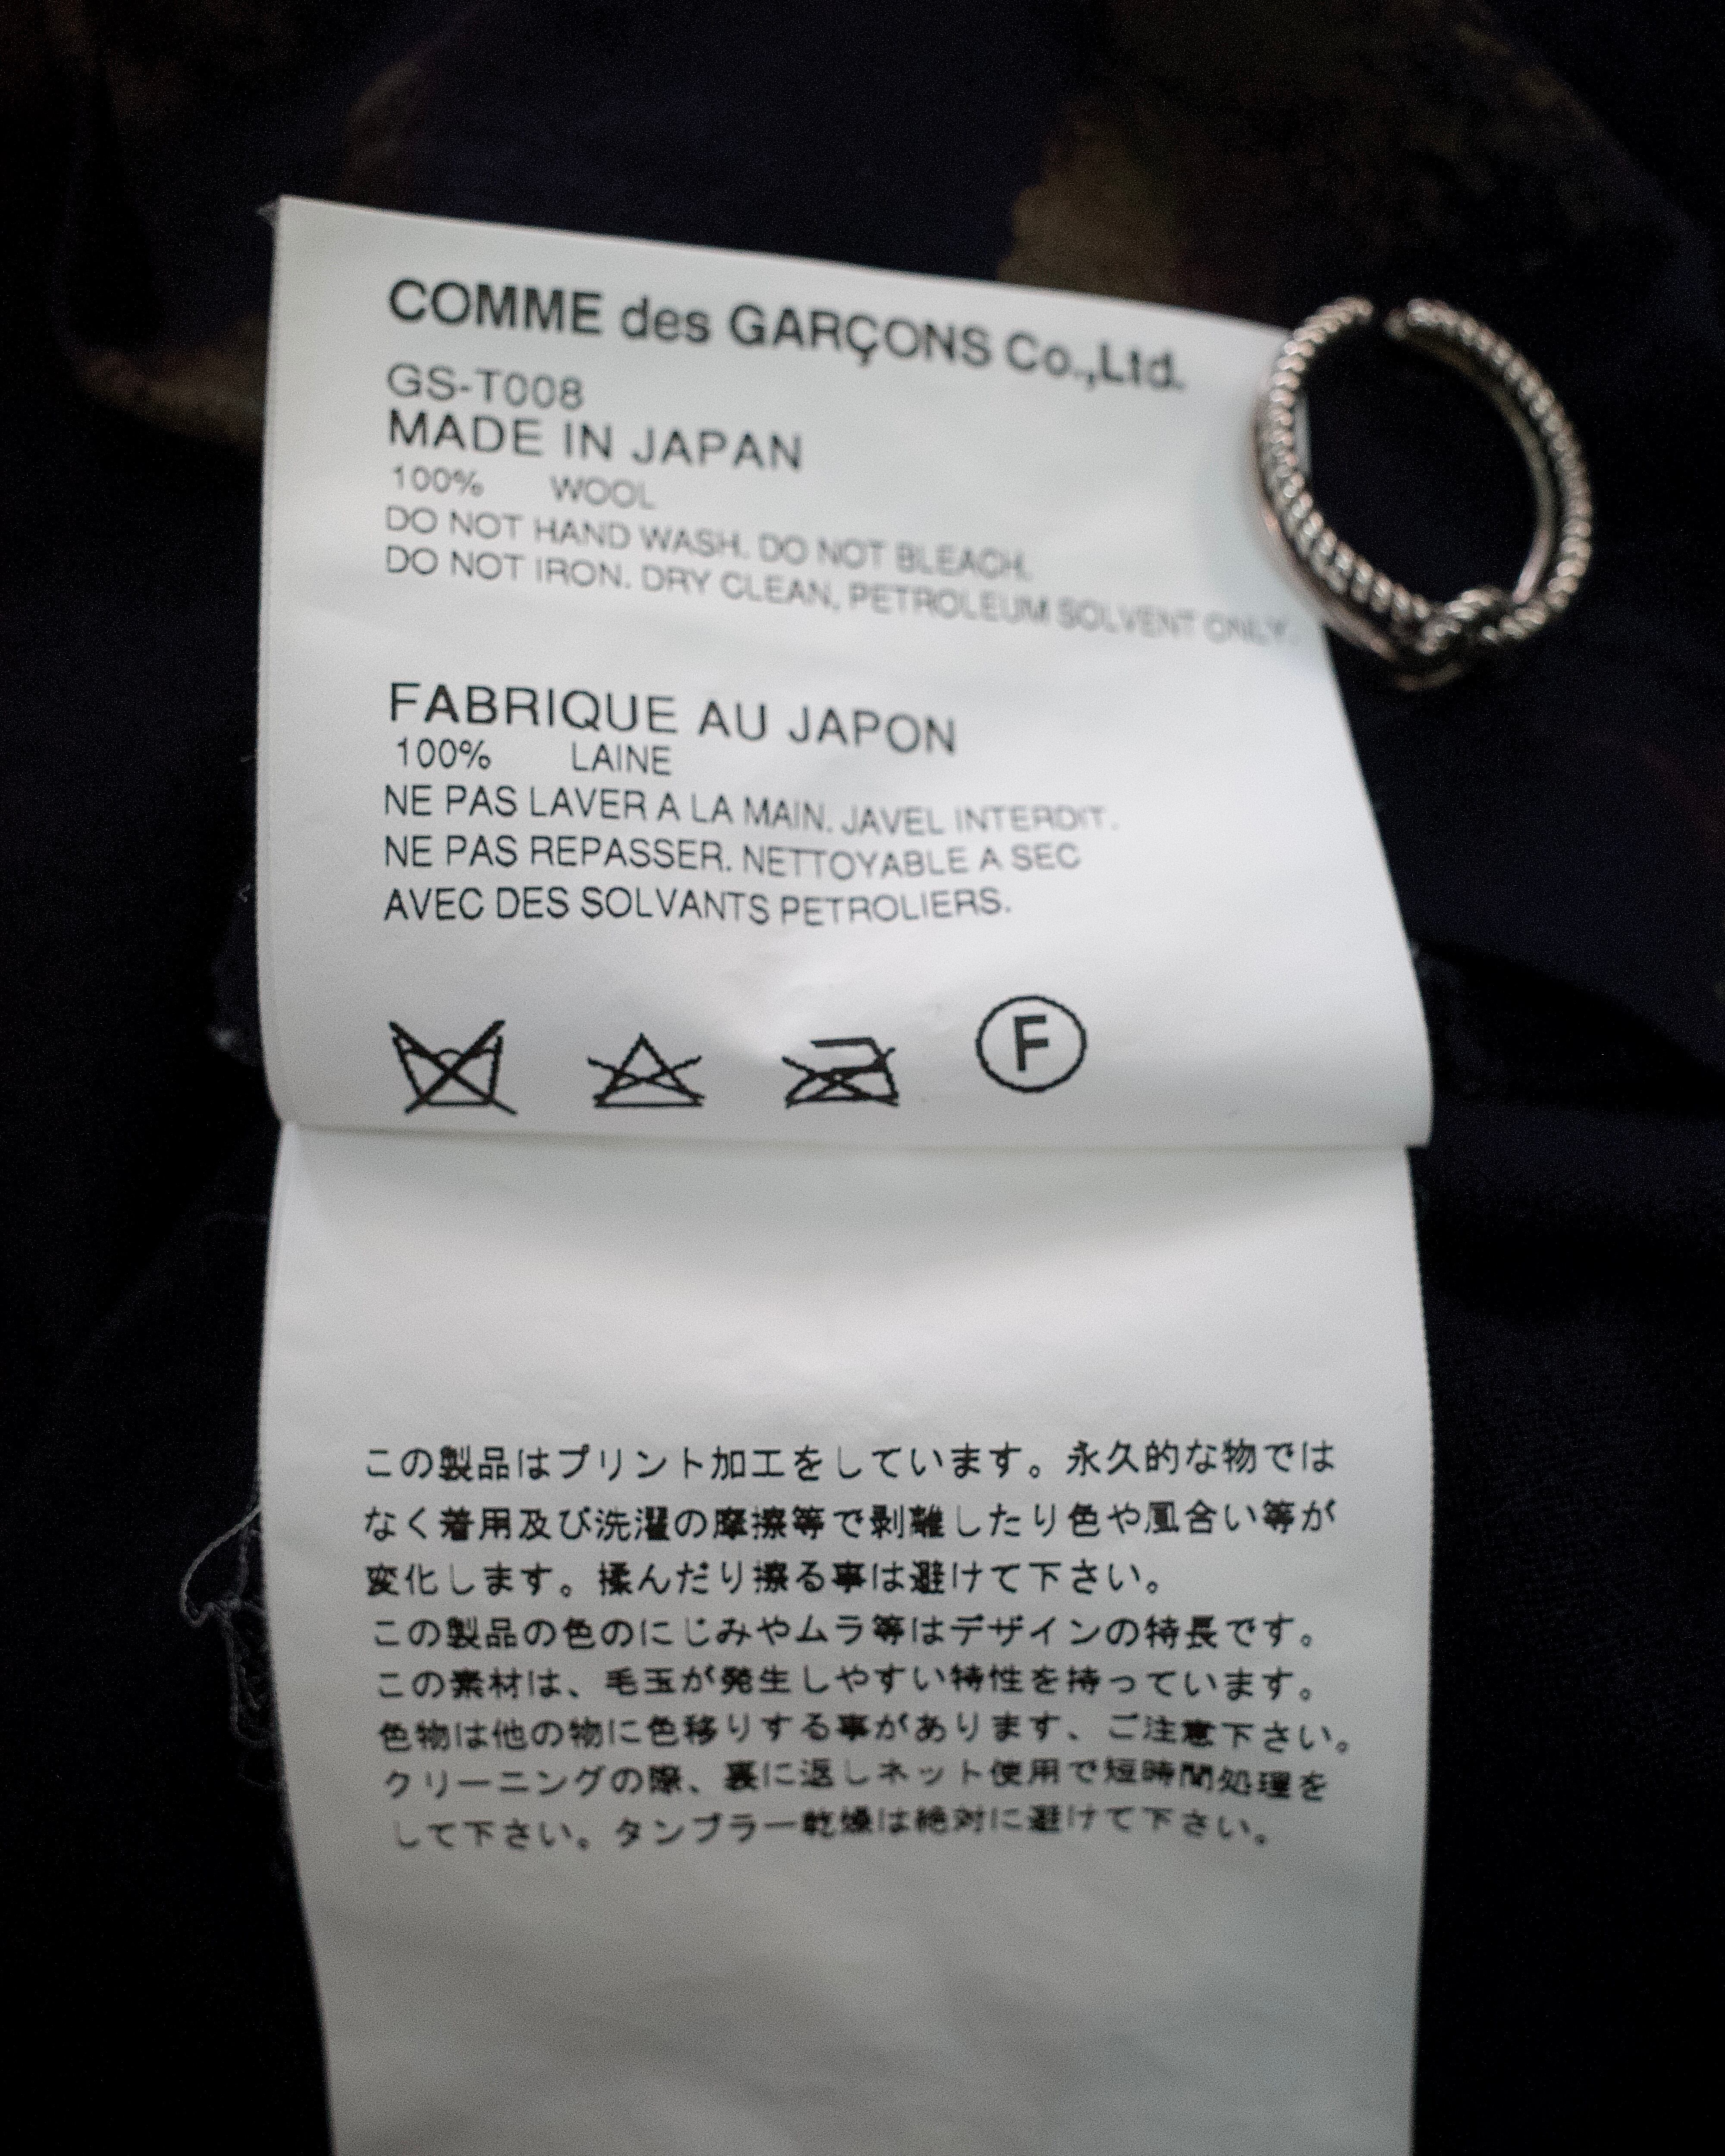 COMME des GARÇONS Co.,Ltd.
GS-T008
MADE IN JAPAN
100% WOOL
DO NOT HAND WASH. DO NOT BLEACH.
DO NOT IRON. DRY CLEAN, PETROLEUM SOLVENT ONLY.
FABRIQUE AU JAPON
100% LAINE
NE PAS LAVER A LA MAIN. JAVEL INTERDIT.
NE PAS REPASSER. NETTOYABLE A SEC
AVEC DES SOLVANTS PETROLIERS.
F
この製品はプリント加工をしています。永久的な物では
なく着用及び洗濯の摩擦等で剥離したり色や風合い等が
変化します。揉んだり擦る事は避けて下さい。
この製品の色のにじみやムラ等はデザインの特長です。
この素材は、毛玉が発生しやすい特性を持っています。
色物は他の物に色移りする事があります、ご注意下さい。
クリーニングの際、裏に返しネット使用で短時間処理を
して下さい。タンブラー乾燥は絶対に避けて下さい。